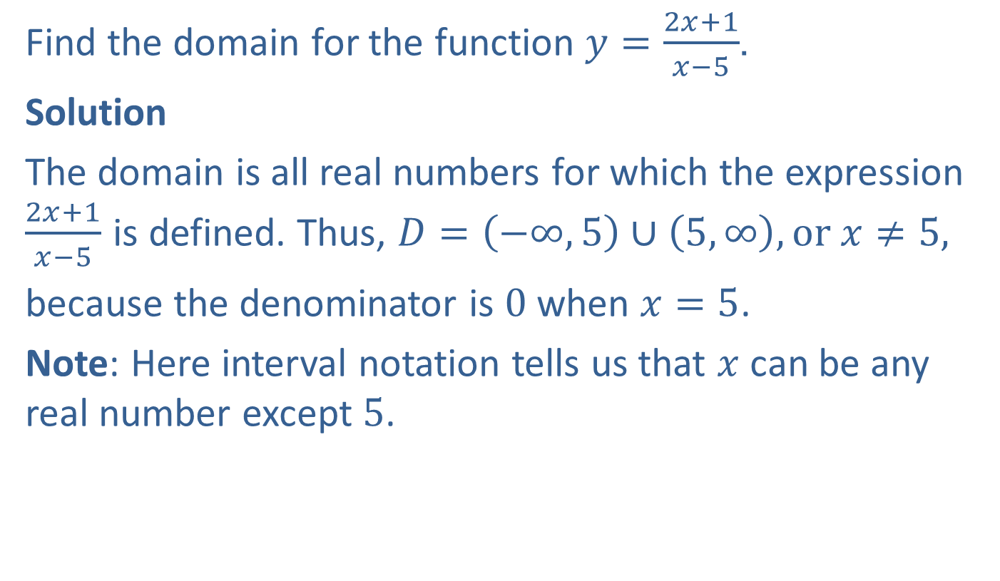 Find the domain for the function $y = \frac{2x+1}{x-5}$.
Solution
The domain is all real numbers for which the expression
$\frac{2x+1}{x-5}$ is defined. Thus, $D = (-\infty, 5) \cup (5, \infty)$, or $x \neq 5$,
because the denominator is 0 when $x = 5$.
Note: Here interval notation tells us that $x$ can be any
real number except 5.